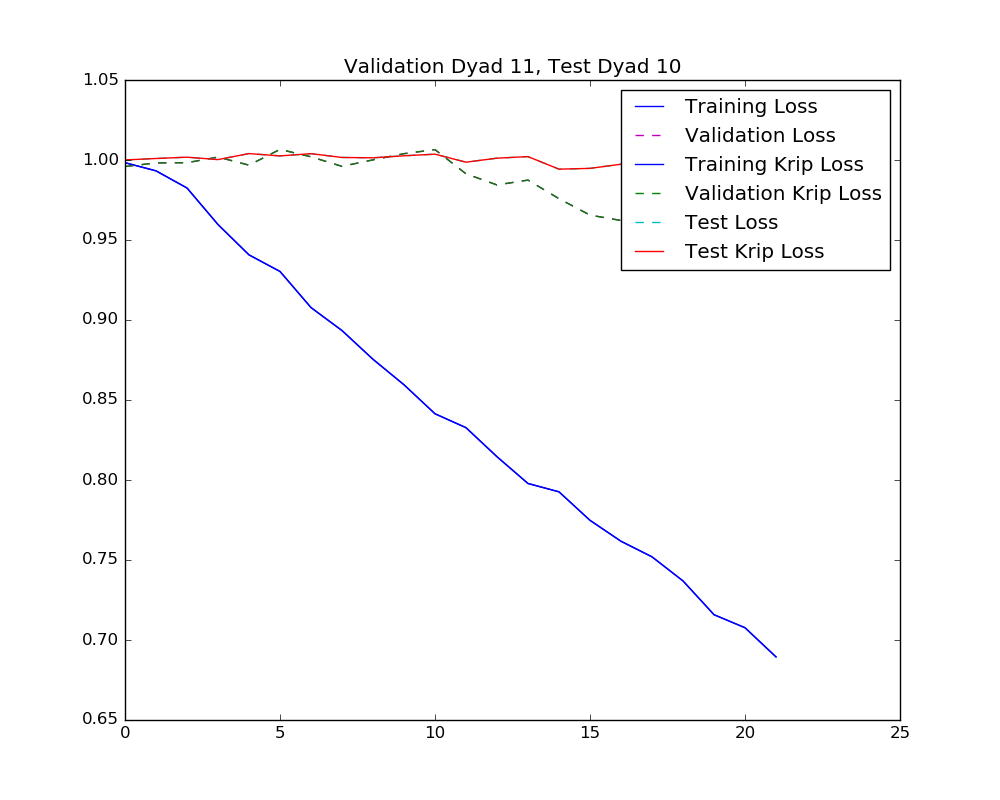 Validation Dyad 11, Test Dyad 10
1.05
1.00
0.95
0.90
0.85
0.80
0.75
0.70
0.65
0 5 10 15 20 25
Training Loss
Validation Loss
Training Krip Loss
Validation Krip Loss
Test Loss
Test Krip Loss